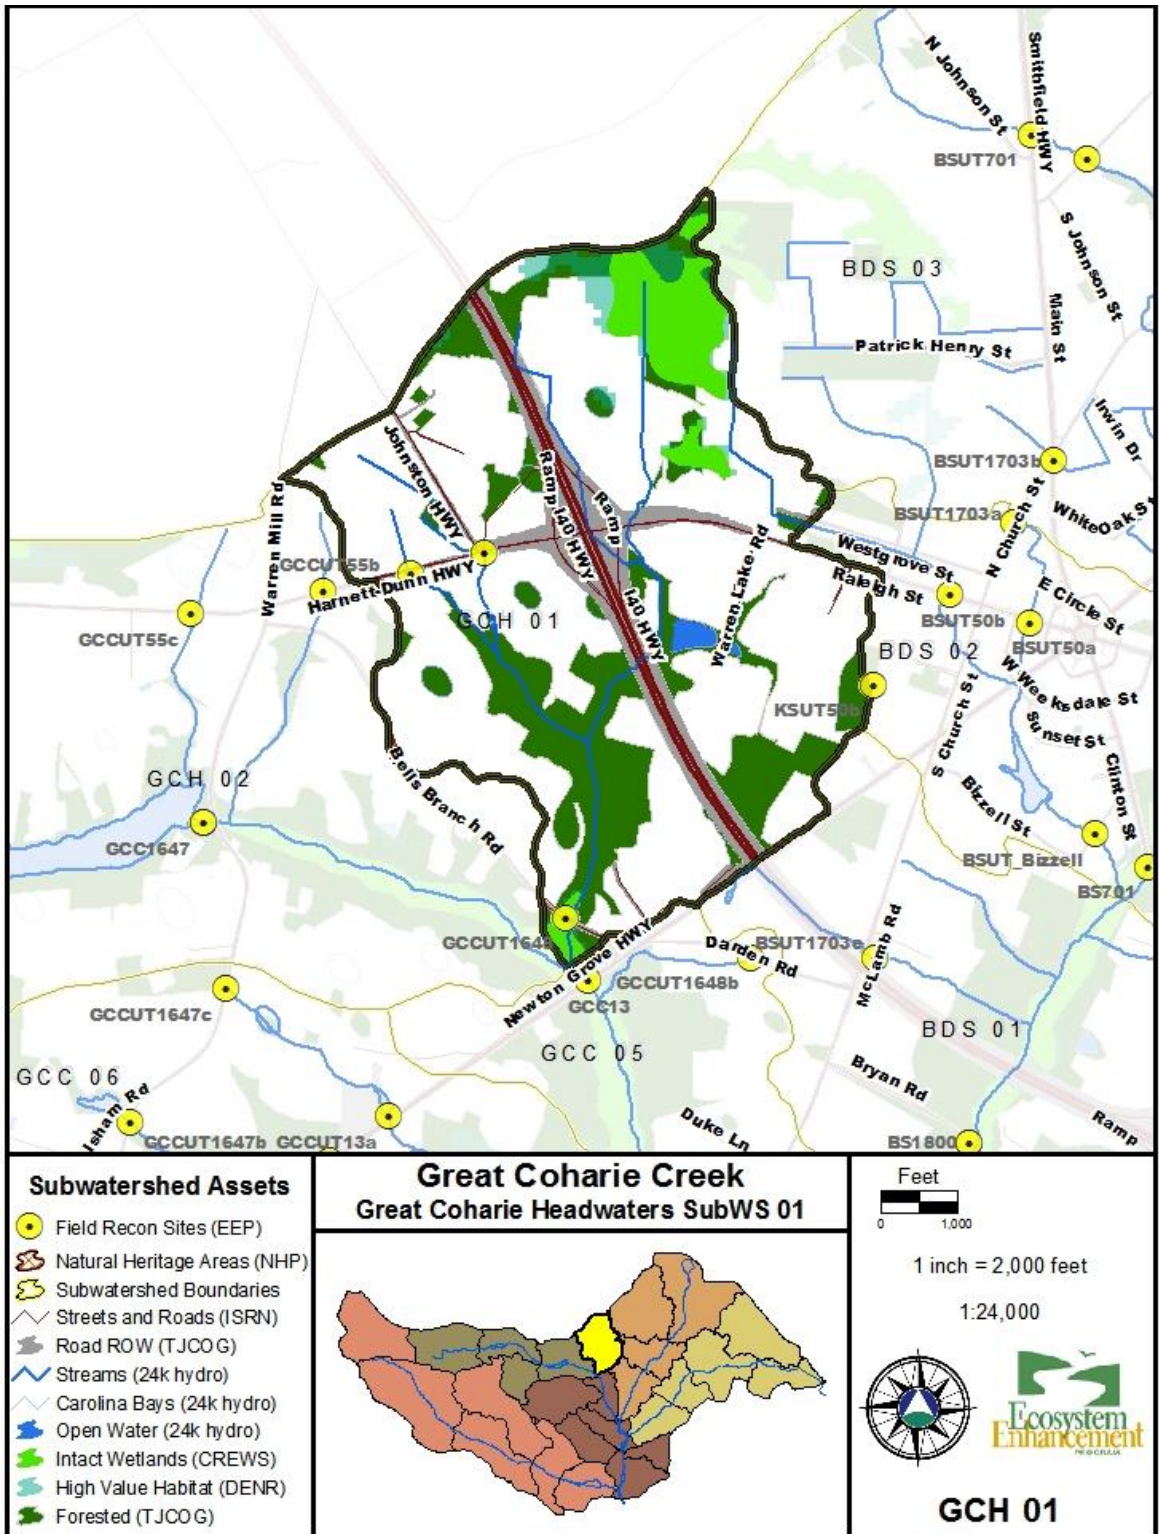 N Johnson St
Smithfield HWY
BSUT701
S Johnson St
BDS 03
Main St
Patrick Henry St
Irwin Dr
Johnston HWY
Ramp
I40 HWY
Ramp
I40 HWY
BSUT1703b
BSUT1703a
N Church St
WhiteOak St
Warren Mill Rd
GCCUT55b
Harnett-Dunn HWY
Warren Lake Rd
Westgrove St
Raleigh St
E Circle St
GCCUT55c
GCH 01
BSUT50b
BSUT50a
BDS 02
W Weeksdale St
KSUT50b
S Church St
Sunset St
GCH 02
Bells Branch Rd
Clinton St
Bizzell St
GCC1647
BSUT_Bizzell
BS701
GCCUT1648
Newton Grove HWY
Darden Rd
BSUT1703e
McLamb Rd
GCCUT1648b
GCC13
GCCUT1647c
BDS 01
GCC 05
GCC 06
Isham Rd
Bryan Rd
Duke Ln
Ramp
GCCUT1647b
GCCUT13a
BS1800
Subwatershed Assets
Field Recon Sites (EEP)
Natural Heritage Areas (NHP)
Subwatershed Boundaries
Streets and Roads (ISRN)
Road ROW (TJCOG)
Streams (24k hydro)
Carolina Bays (24k hydro)
Open Water (24k hydro)
Intact Wetlands (CREWS)
High Value Habitat (DENR)
Forested (TJCOG)
Great Coharie Creek
Great Coharie Headwaters SubWS 01
Feet
0 1,000
1 inch = 2,000 feet
1:24,000
Ecosystem
Enhancement
PROGRAM
GCH 01